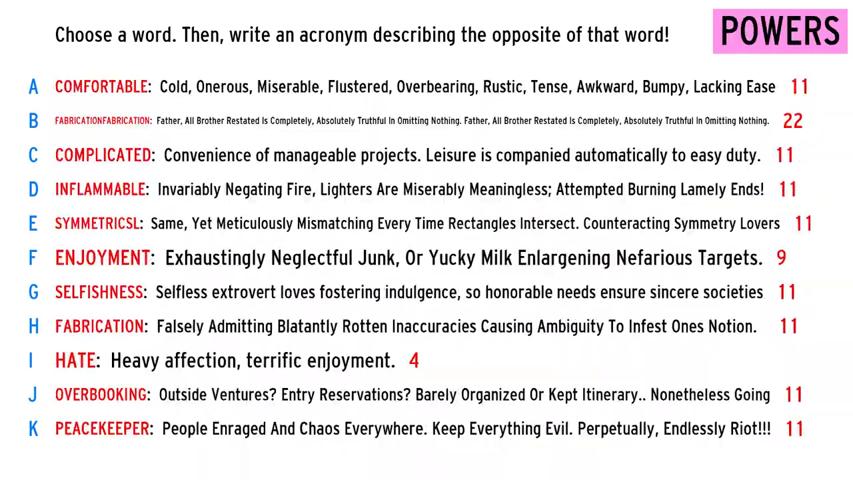 Choose a word. Then, write an acronym describing the opposite of that word!
POWERS
A COMFORTABLE: Cold, Onerous, Miserable, Flustered, Overbearing, Rustic, Tense, Awkward, Bumpy, Lacking Ease 11
B FABRICATIONFABRICATION: Father, All Brother Restated Is Completely, Absolutely Truthful In Omitting Nothing. Father, All Brother Restated Is Completely, Absolutely Truthful In Omitting Nothing. 22
C COMPLICATED: Convenience of manageable projects. Leisure is companied automatically to easy duty. 11
D INFLAMMABLE: Invariably Negating Fire, Lighters Are Miserably Meaningless; Attempted Burning Lamely Ends! 11
E SYMMETRICSL: Same, Yet Meticulously Mismatching Every Time Rectangles Intersect. Counteracting Symmetry Lovers 11
F ENJOYMENT: Exhaustingly Neglectful Junk, Or Yucky Milk Enlargening Nefarious Targets. 9
G SELFISHNESS: Selfless extrovert loves fostering indulgence, so honorable needs ensure sincere societies 11
H FABRICATION: Falsely Admitting Blatantly Rotten Inaccuracies Causing Ambiguity To Infest Ones Notion. 11
I HATE: Heavy affection, terrific enjoyment. 4
J OVERBOOKING: Outside Ventures? Entry Reservations? Barely Organized Or Kept Itinerary.. Nonetheless Going 11
K PEACEKEEPER: People Enraged And Chaos Everywhere. Keep Everything Evil. Perpetually, Endlessly Riot!!! 11